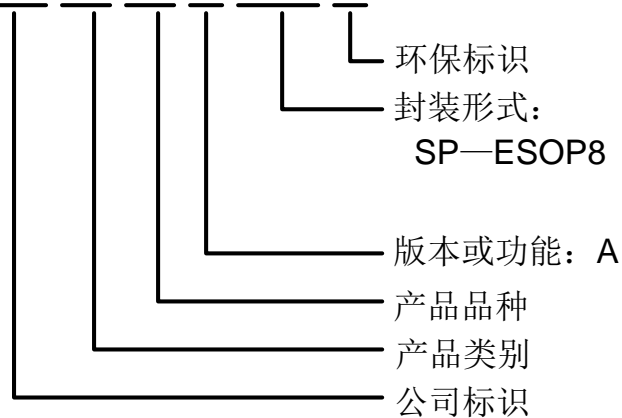 环保标识
封装形式：
SP—ESOP8
版本或功能：A
产品品种
产品类别
公司标识